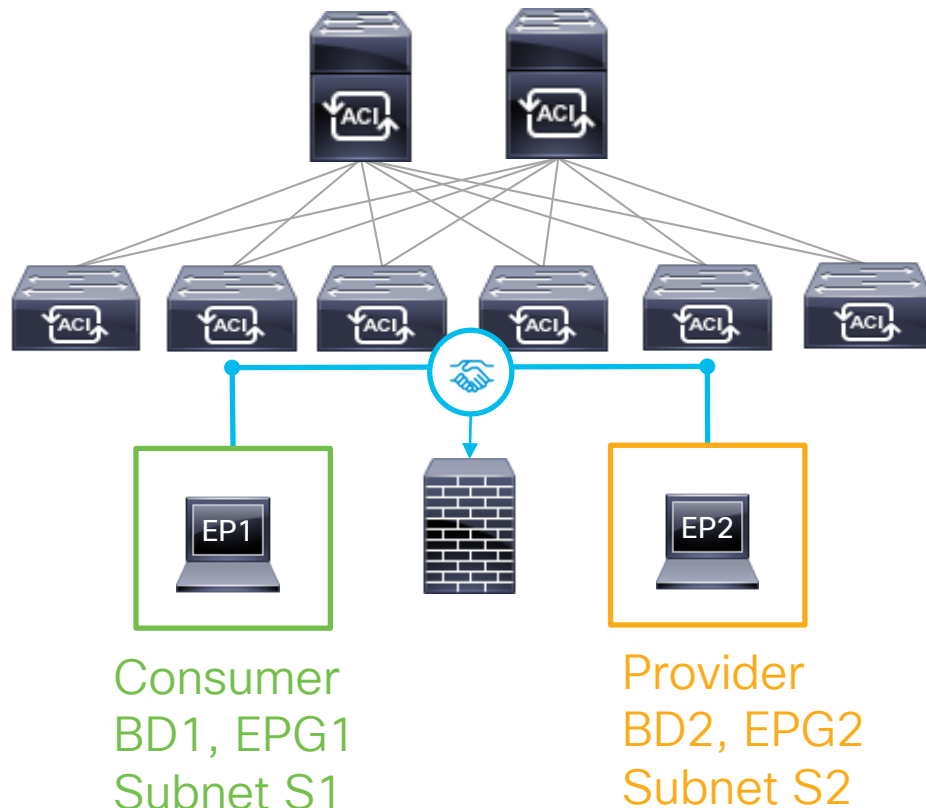 ACI
ACI
ACI
ACI
ACI
ACI
ACI
ACI
EP1
EP2
Consumer
BD1, EPG1
Subnet S1
Provider
BD2, EPG2
Subnet S2